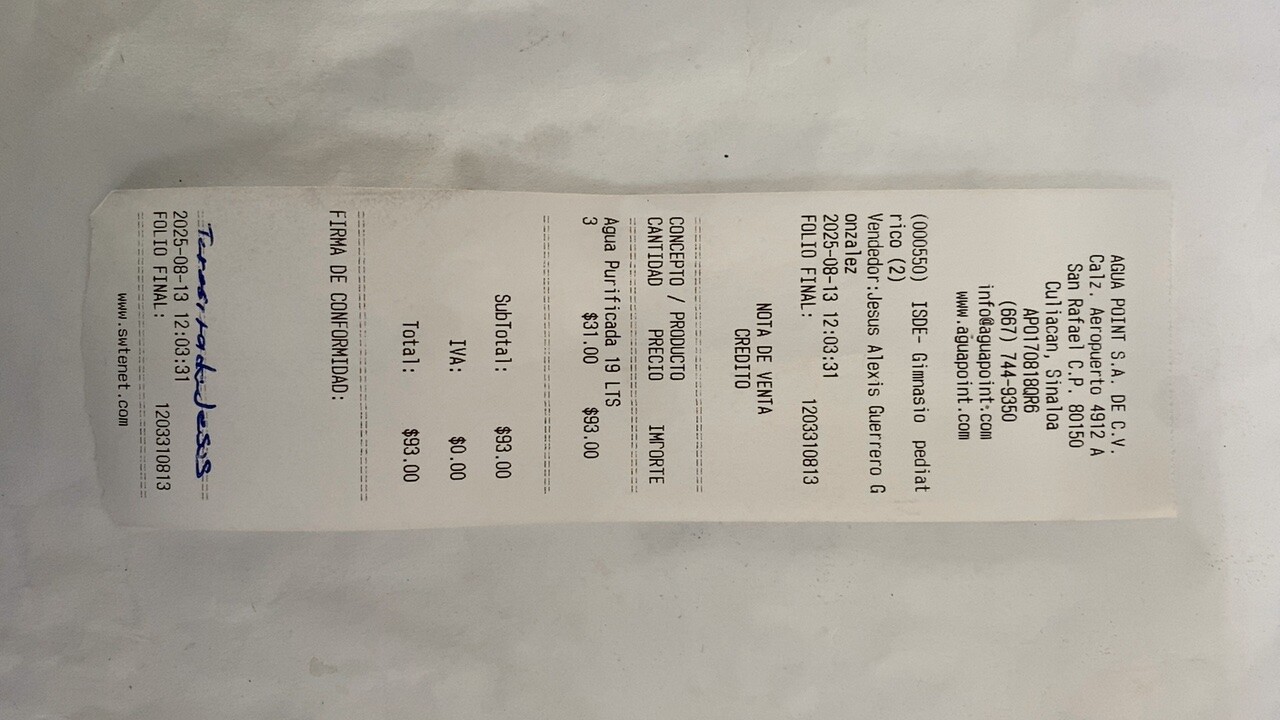 AGUA POINT S.A. DE C.V.
Calz. Aeropuerto 4912 A
San Rafael C.P. 80150
Culiacan, Sinaloa
APO170818QR6
(667) 744-9350
info@aguapoint.com
www.aguapoint.com
(000550) ISDE- Gimnasio pediat
rico (2)
Vendedor:Jesus Alexis Guerrero G
onzalez
2025-08-13 12:03:31
FOLIO FINAL: 1203310813
NOTA DE VENTA
CREDITO
CONCEPTO / PRODUCTO
CANTIDAD PRECIO IMPORTE
Agua Purificada 19 LTS
3 $31.00 $93.00
SubTotal: $93.00
IVA: $0.00
Total: $93.00
FIRMA DE CONFORMIDAD:
2025-08-13 12:03:31
FOLIO FINAL: 1203310813
www.swtenet.com